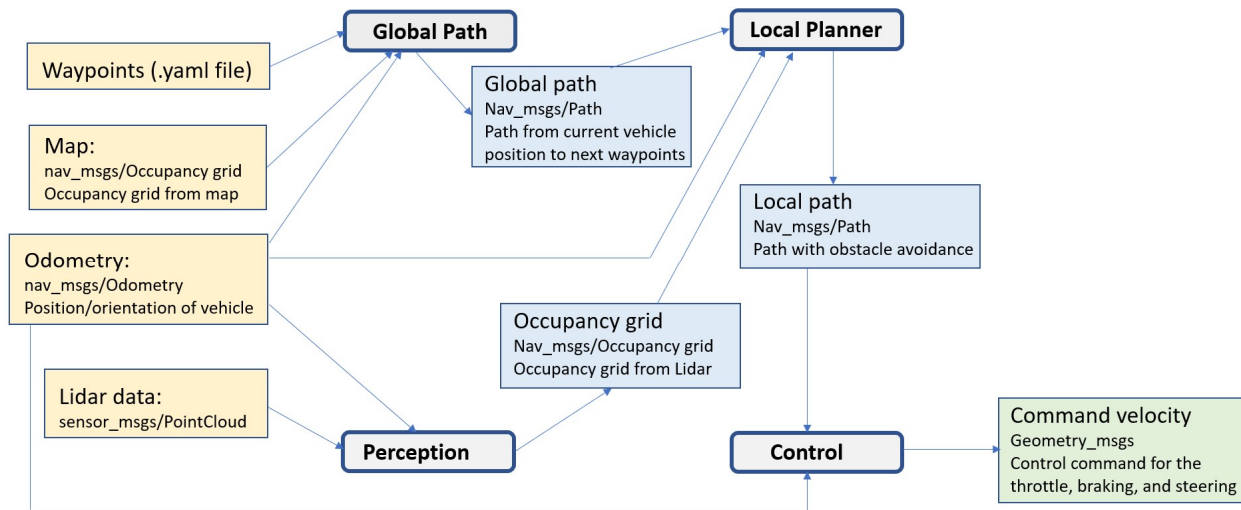 Global Path
Local Planner
Waypoints (.yaml file)
Global path
Nav_msgs/Path
Path from current vehicle
position to next waypoints
Map:
nav_msgs/Occupancy grid
Occupancy grid from map
Local path
Nav_msgs/Path
Path with obstacle avoidance
Odometry:
nav_msgs/Odometry
Position/orientation of vehicle
Occupancy grid
Nav_msgs/Occupancy grid
Occupancy grid from Lidar
Lidar data:
sensor_msgs/PointCloud
Perception
Control
Command velocity
Geometry_msgs
Control command for the
throttle, braking, and steering